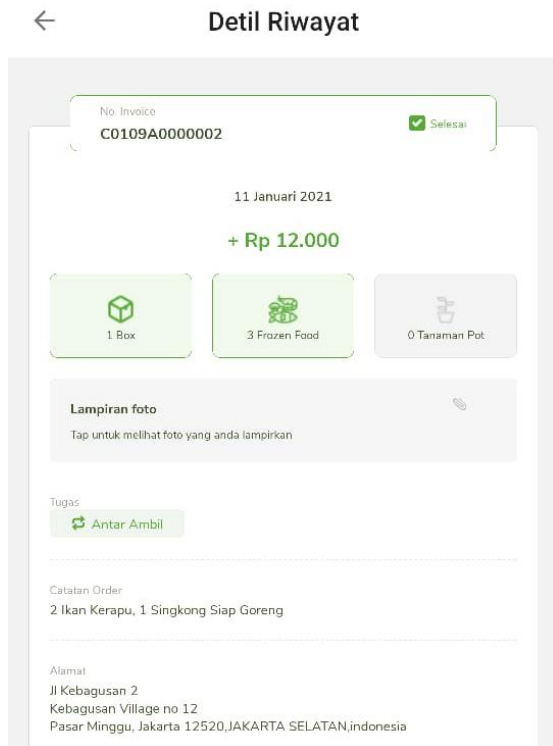 Detil Riwayat
No. Invoice
C0109A0000002
Selesai
11 Januari 2021
+ Rp 12.000
1 Box
3 Frozen Food
0 Tanaman Pot
Lampiran foto
Tap untuk melihat foto yang anda lampirkan
Tugas
Antar Ambil
Catatan Order
2 Ikan Kerapu, 1 Singkong Siap Goreng
Alamat
Jl Kebagusan 2
Kebagusan Village no 12
Pasar Minggu, Jakarta 12520,JAKARTA SELATAN,indonesia